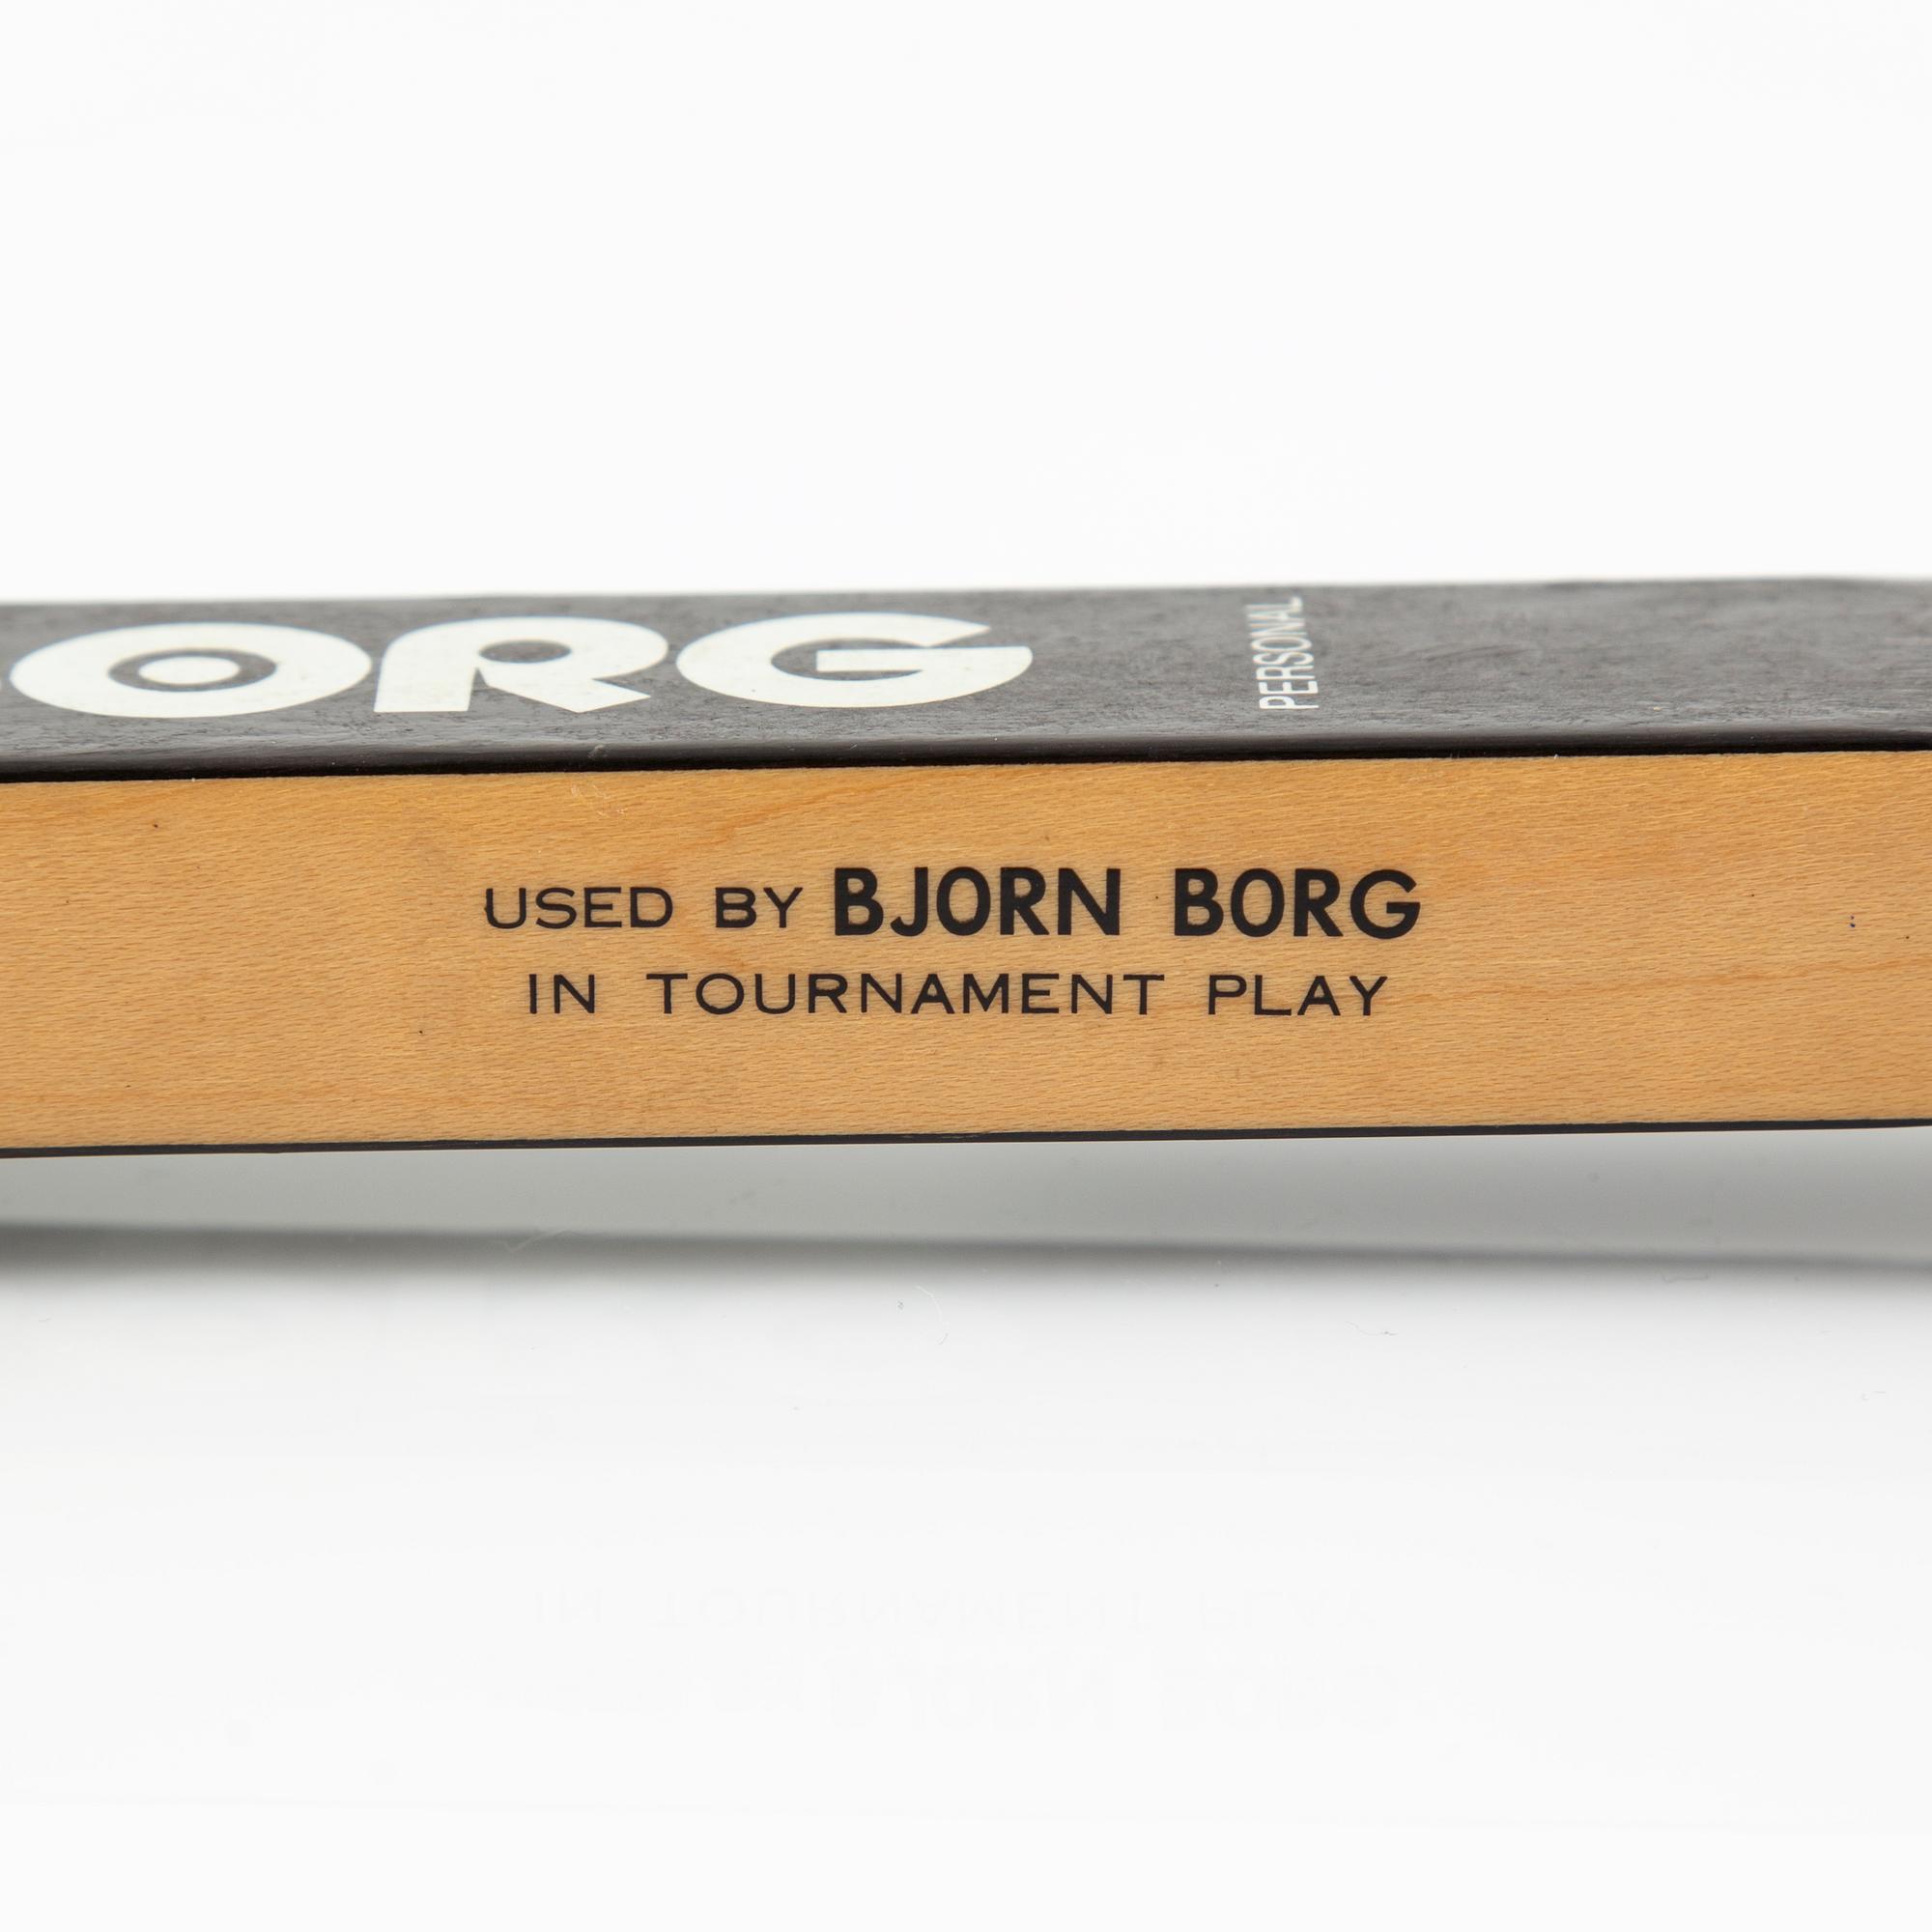 ORG
PERSONAL
USED BY BJORN BORG
IN TOURNAMENT PLAY